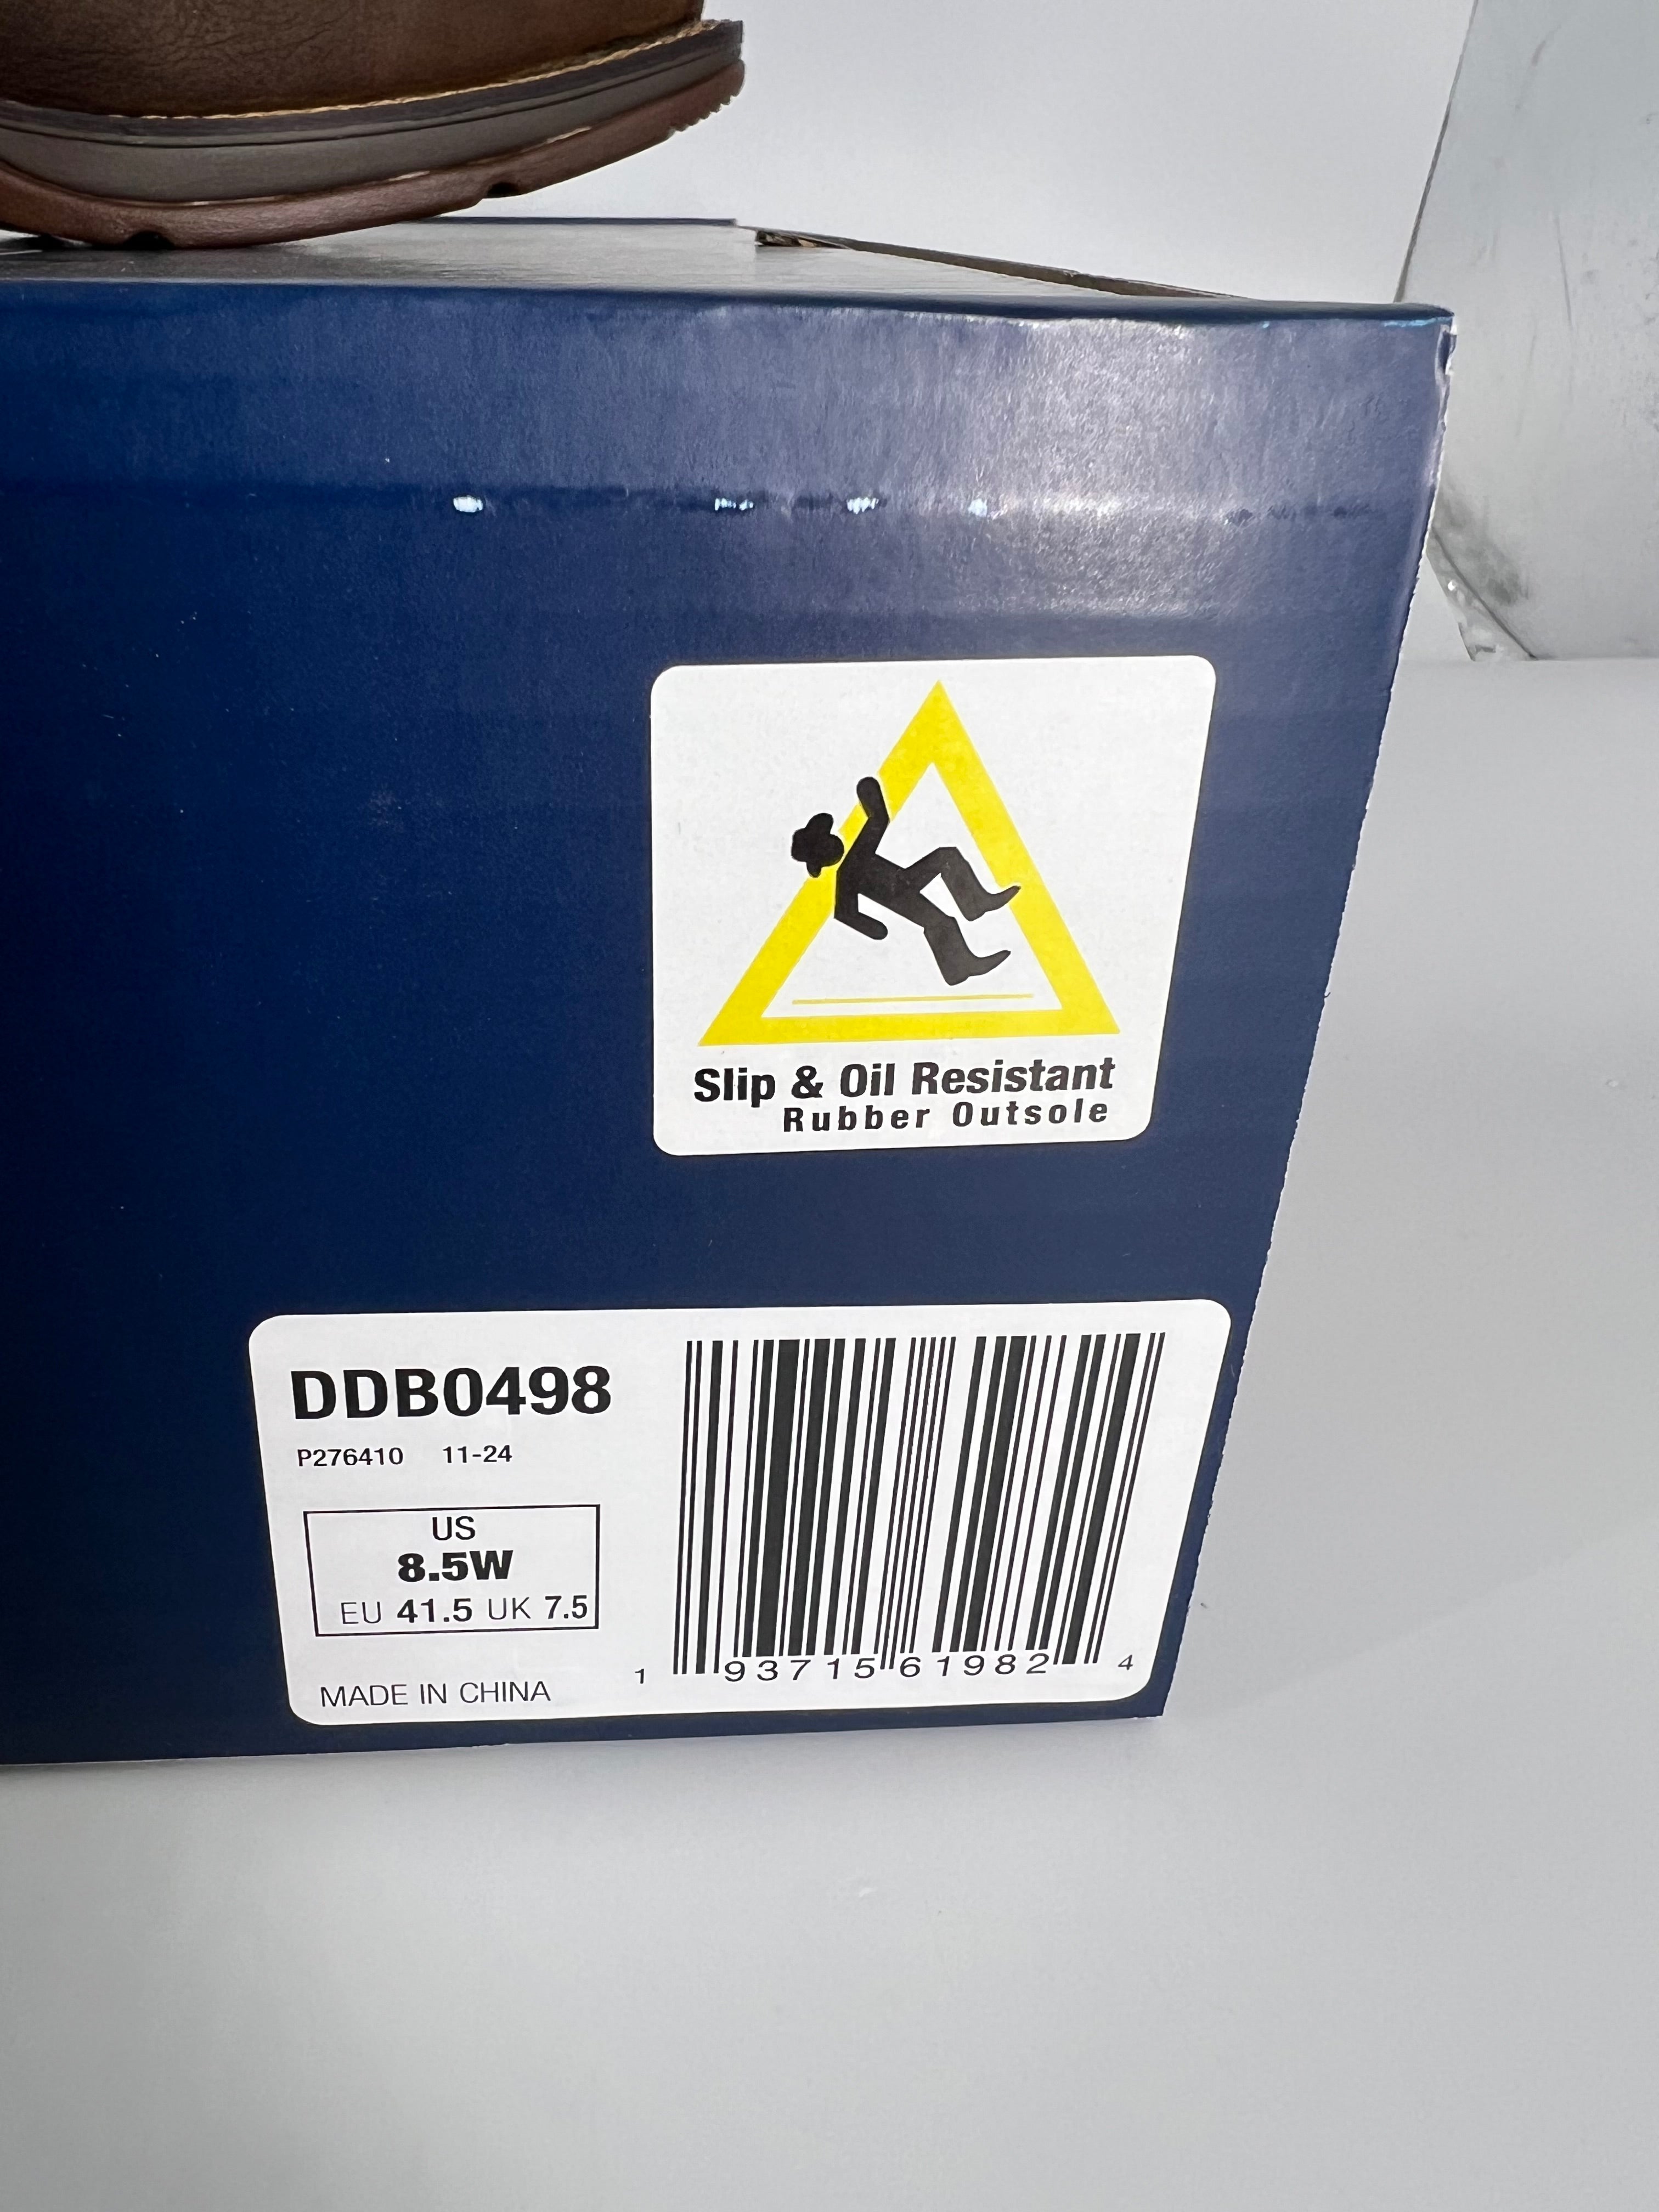 Slip & Oil Resistant
Rubber Outsole
DDB0498
P276410 11-24
US
8.5W
EU 41.5 UK 7.5
MADE IN CHINA
1 93715 61982 4